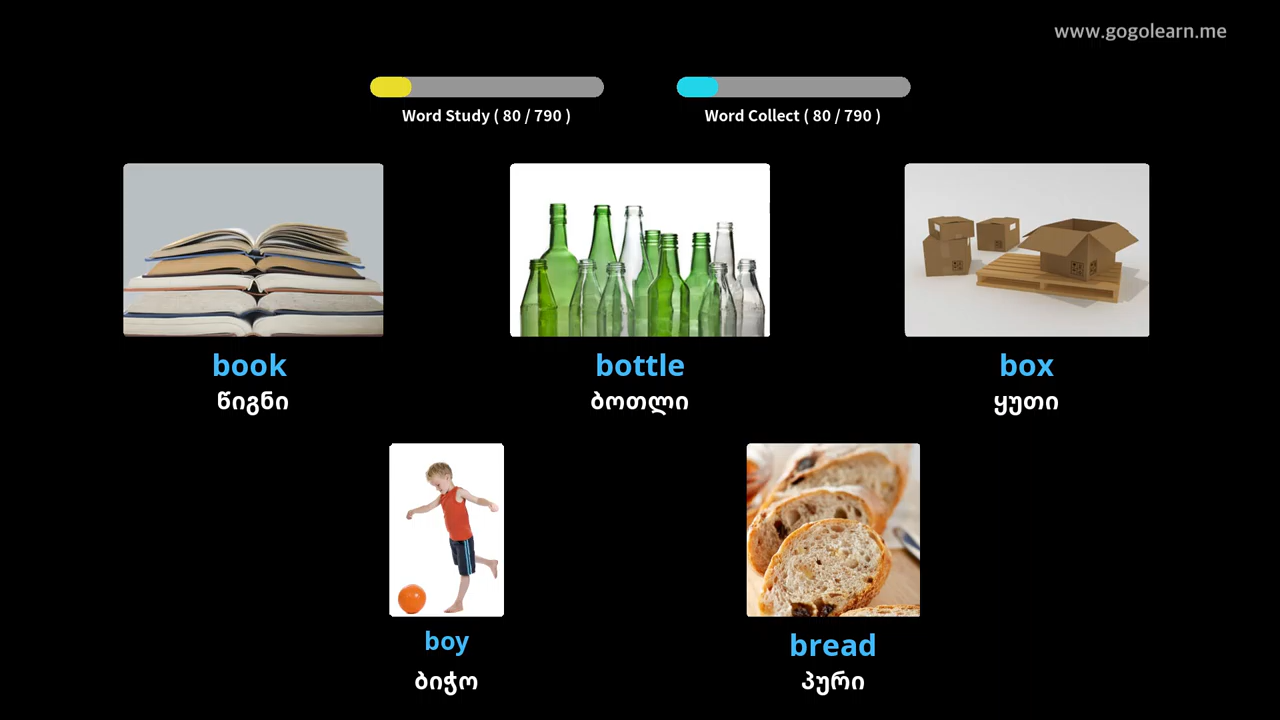 www.gogolearn.me
Word Study ( 80 / 790 )
Word Collect ( 80 / 790 )
book
წიგნი
bottle
ბოთლი
box
ყუთი
boy
ბიჭო
bread
პური